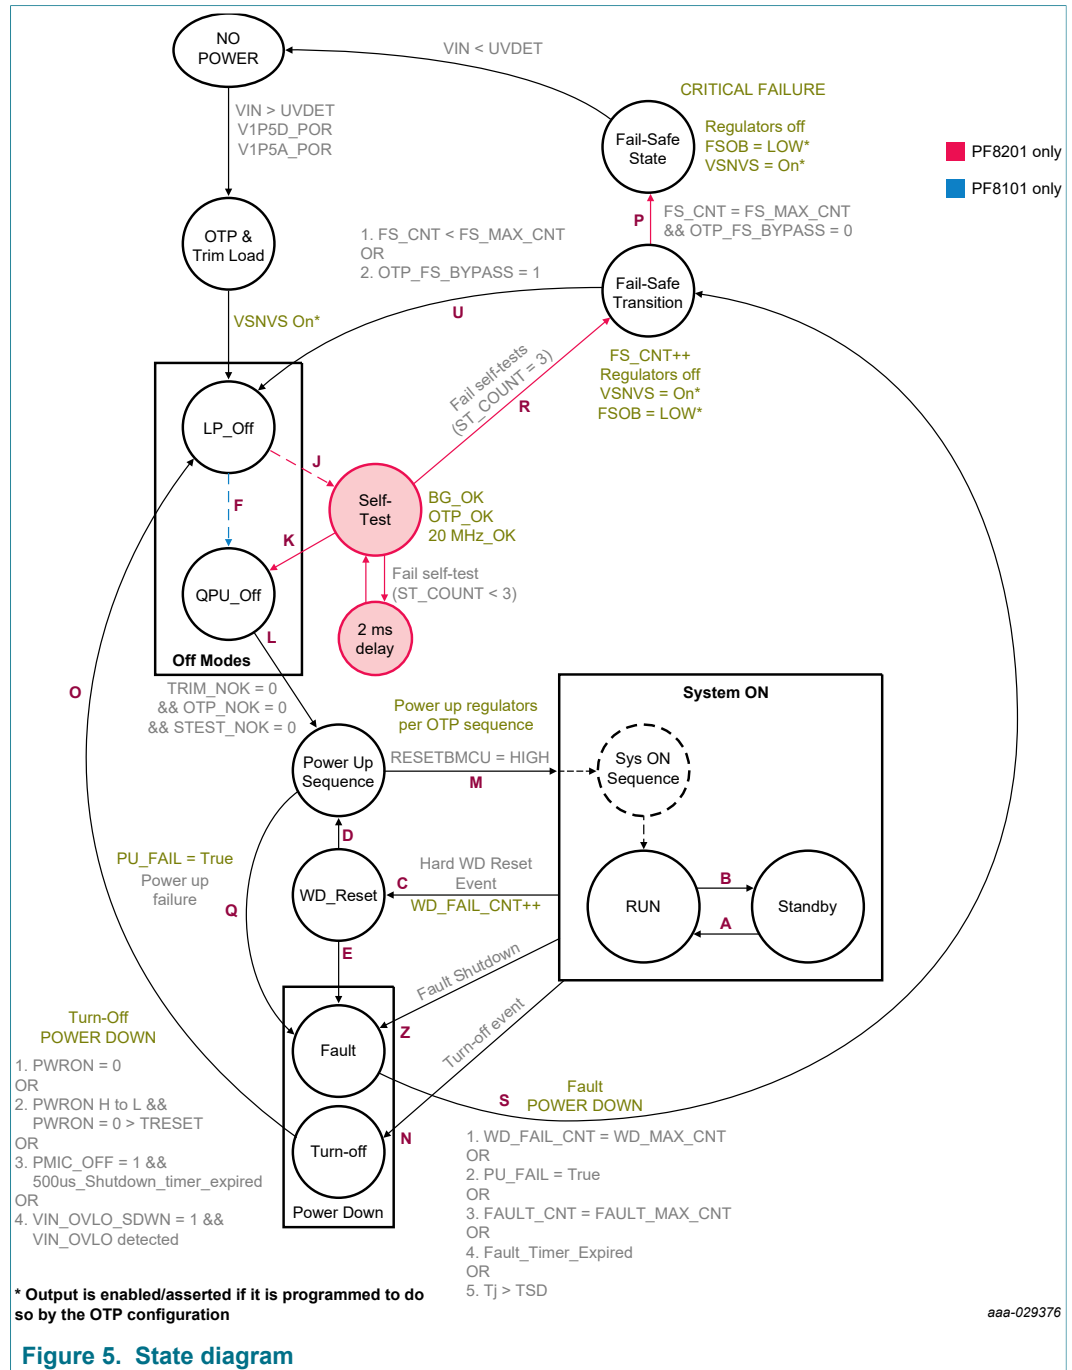 NO
POWER
VIN < UVDET
CRITICAL FAILURE
VIN > UVDET
V1P5D_POR
V1P5A_POR
Fail-Safe
State
Regulators off
FSOB = LOW*
VSNVS = On*
PF8201 only
PF8101 only
P
FS_CNT = FS_MAX_CNT
&& OTP_FS_BYPASS = 0
OTP &
Trim Load
1. FS_CNT < FS_MAX_CNT
OR
2. OTP_FS_BYPASS = 1
Fail-Safe
Transition
U
VSNVS On*
FS_CNT++
Regulators off
VSNVS = On*
FSOB = LOW*
Fail self-tests
(ST_COUNT = 3)
R
LP_Off
J
F
Self-
Test
BG_OK
OTP_OK
20 MHz_OK
K
Fail self-test
(ST_COUNT < 3)
QPU_Off
L
2 ms
delay
Off Modes
O
TRIM_NOK = 0
&& OTP_NOK = 0
&& STEST_NOK = 0
Power up regulators
per OTP sequence
System ON
Power Up
Sequence
RESETBMCU = HIGH
M
Sys ON
Sequence
D
PU_FAIL = True
Power up
failure
Q
WD_Reset
C
Hard WD Reset
Event
WD_FAIL_CNT++
RUN
B
A
Standby
E
Fault Shutdown
Z
Fault
Turn-off event
Turn-Off
POWER DOWN
1. PWRON = 0
OR
2. PWRON H to L &&
PWRON = 0 > TRESET
OR
3. PMIC_OFF = 1 &&
500us_Shutdown_timer_expired
OR
4. VIN_OVLO_SDWN = 1 &&
VIN_OVLO detected
S
Fault
POWER DOWN
N
Turn-off
Power Down
1. WD_FAIL_CNT = WD_MAX_CNT
OR
2. PU_FAIL = True
OR
3. FAULT_CNT = FAULT_MAX_CNT
OR
4. Fault_Timer_Expired
OR
5. Tj > TSD
* Output is enabled/asserted if it is programmed to do
so by the OTP configuration
aaa-029376
Figure 5. State diagram